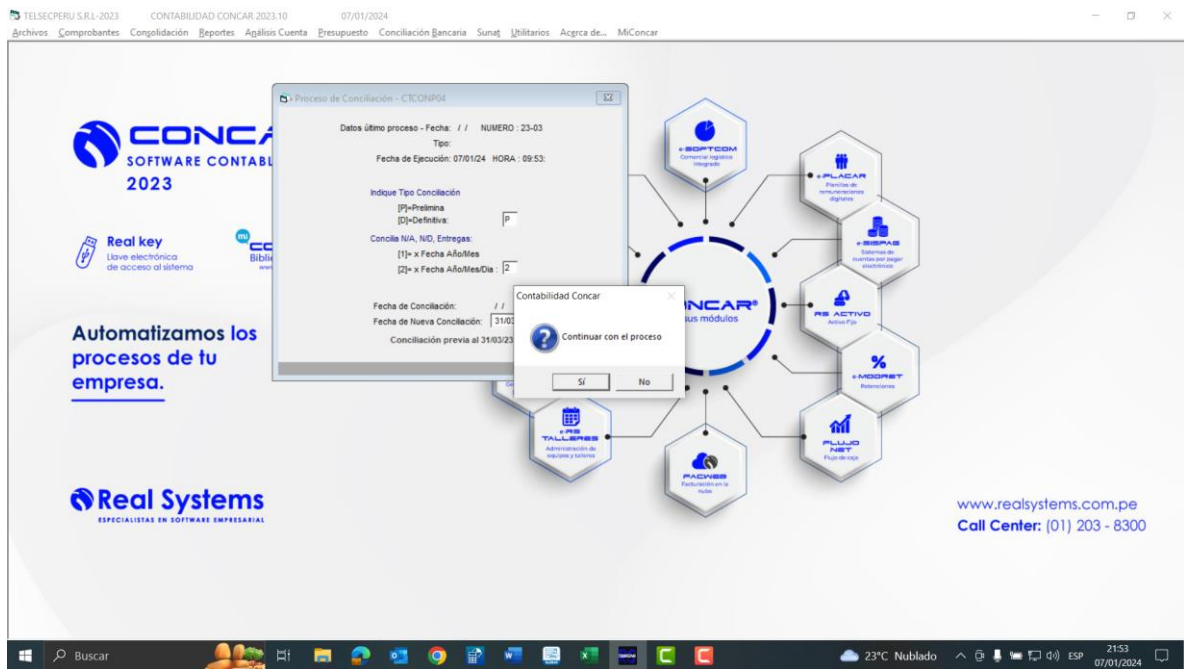 TELSECPERU S.R.L-2023 CONTABILIDAD CONCAR 2023.10 07/01/2024
Archivos Comprobantes Consolidación Reportes Análisis Cuenta Presupuesto Conciliación Bancaria Sunat Utilitarios Acerca de... MiConcar
CONCAR
SOFTWARE CONTABL
2023
Real key
Llave electrónica
de acceso al sistema
mi
CO
Biblio
Automatizamos los
procesos de tu
empresa.
Real Systems
ESPECIALISTAS EN SOFTWARE EMPRESARIAL
Proceso de Conciliación - CTCONP04
Datos último proceso - Fecha: / / NUMERO : 23-03
Tipo:
Fecha de Ejecución: 07/01/24 HORA : 09:53:
Indique Tipo Conciliación
[P]=Prelimina
[D]=Definitiva: P
Concilia N/A, N/D, Entregas:
[1]= x Fecha Año/Mes
[2]= x Fecha Año/Mes/Dia : 2
Fecha de Conciliación: / /
Fecha de Nueva Conciliación: 31/03
Conciliación previa al 31/03/23
Contabilidad Concar
Continuar con el proceso
Sí No
e-SOFTCOM
Comercial logístico
integrado
e-PLACAR
Planillas de
remuneraciones
digitales
e-SISPAG
Sistemas de
cuentas por pagar
electrónico
RS ACTIVO
Activo Fijo
e-MODRET
Retenciones
FLUJO
NET
Flujo de caja
FACWEB
Facturación en la
nube
e-RS
TALLERES
Administración de
equipos y talleres
NCAR®
sus módulos
www.realsystems.com.pe
Call Center: (01) 203 - 8300
Buscar
23°C Nublado ESP 21:53
07/01/2024